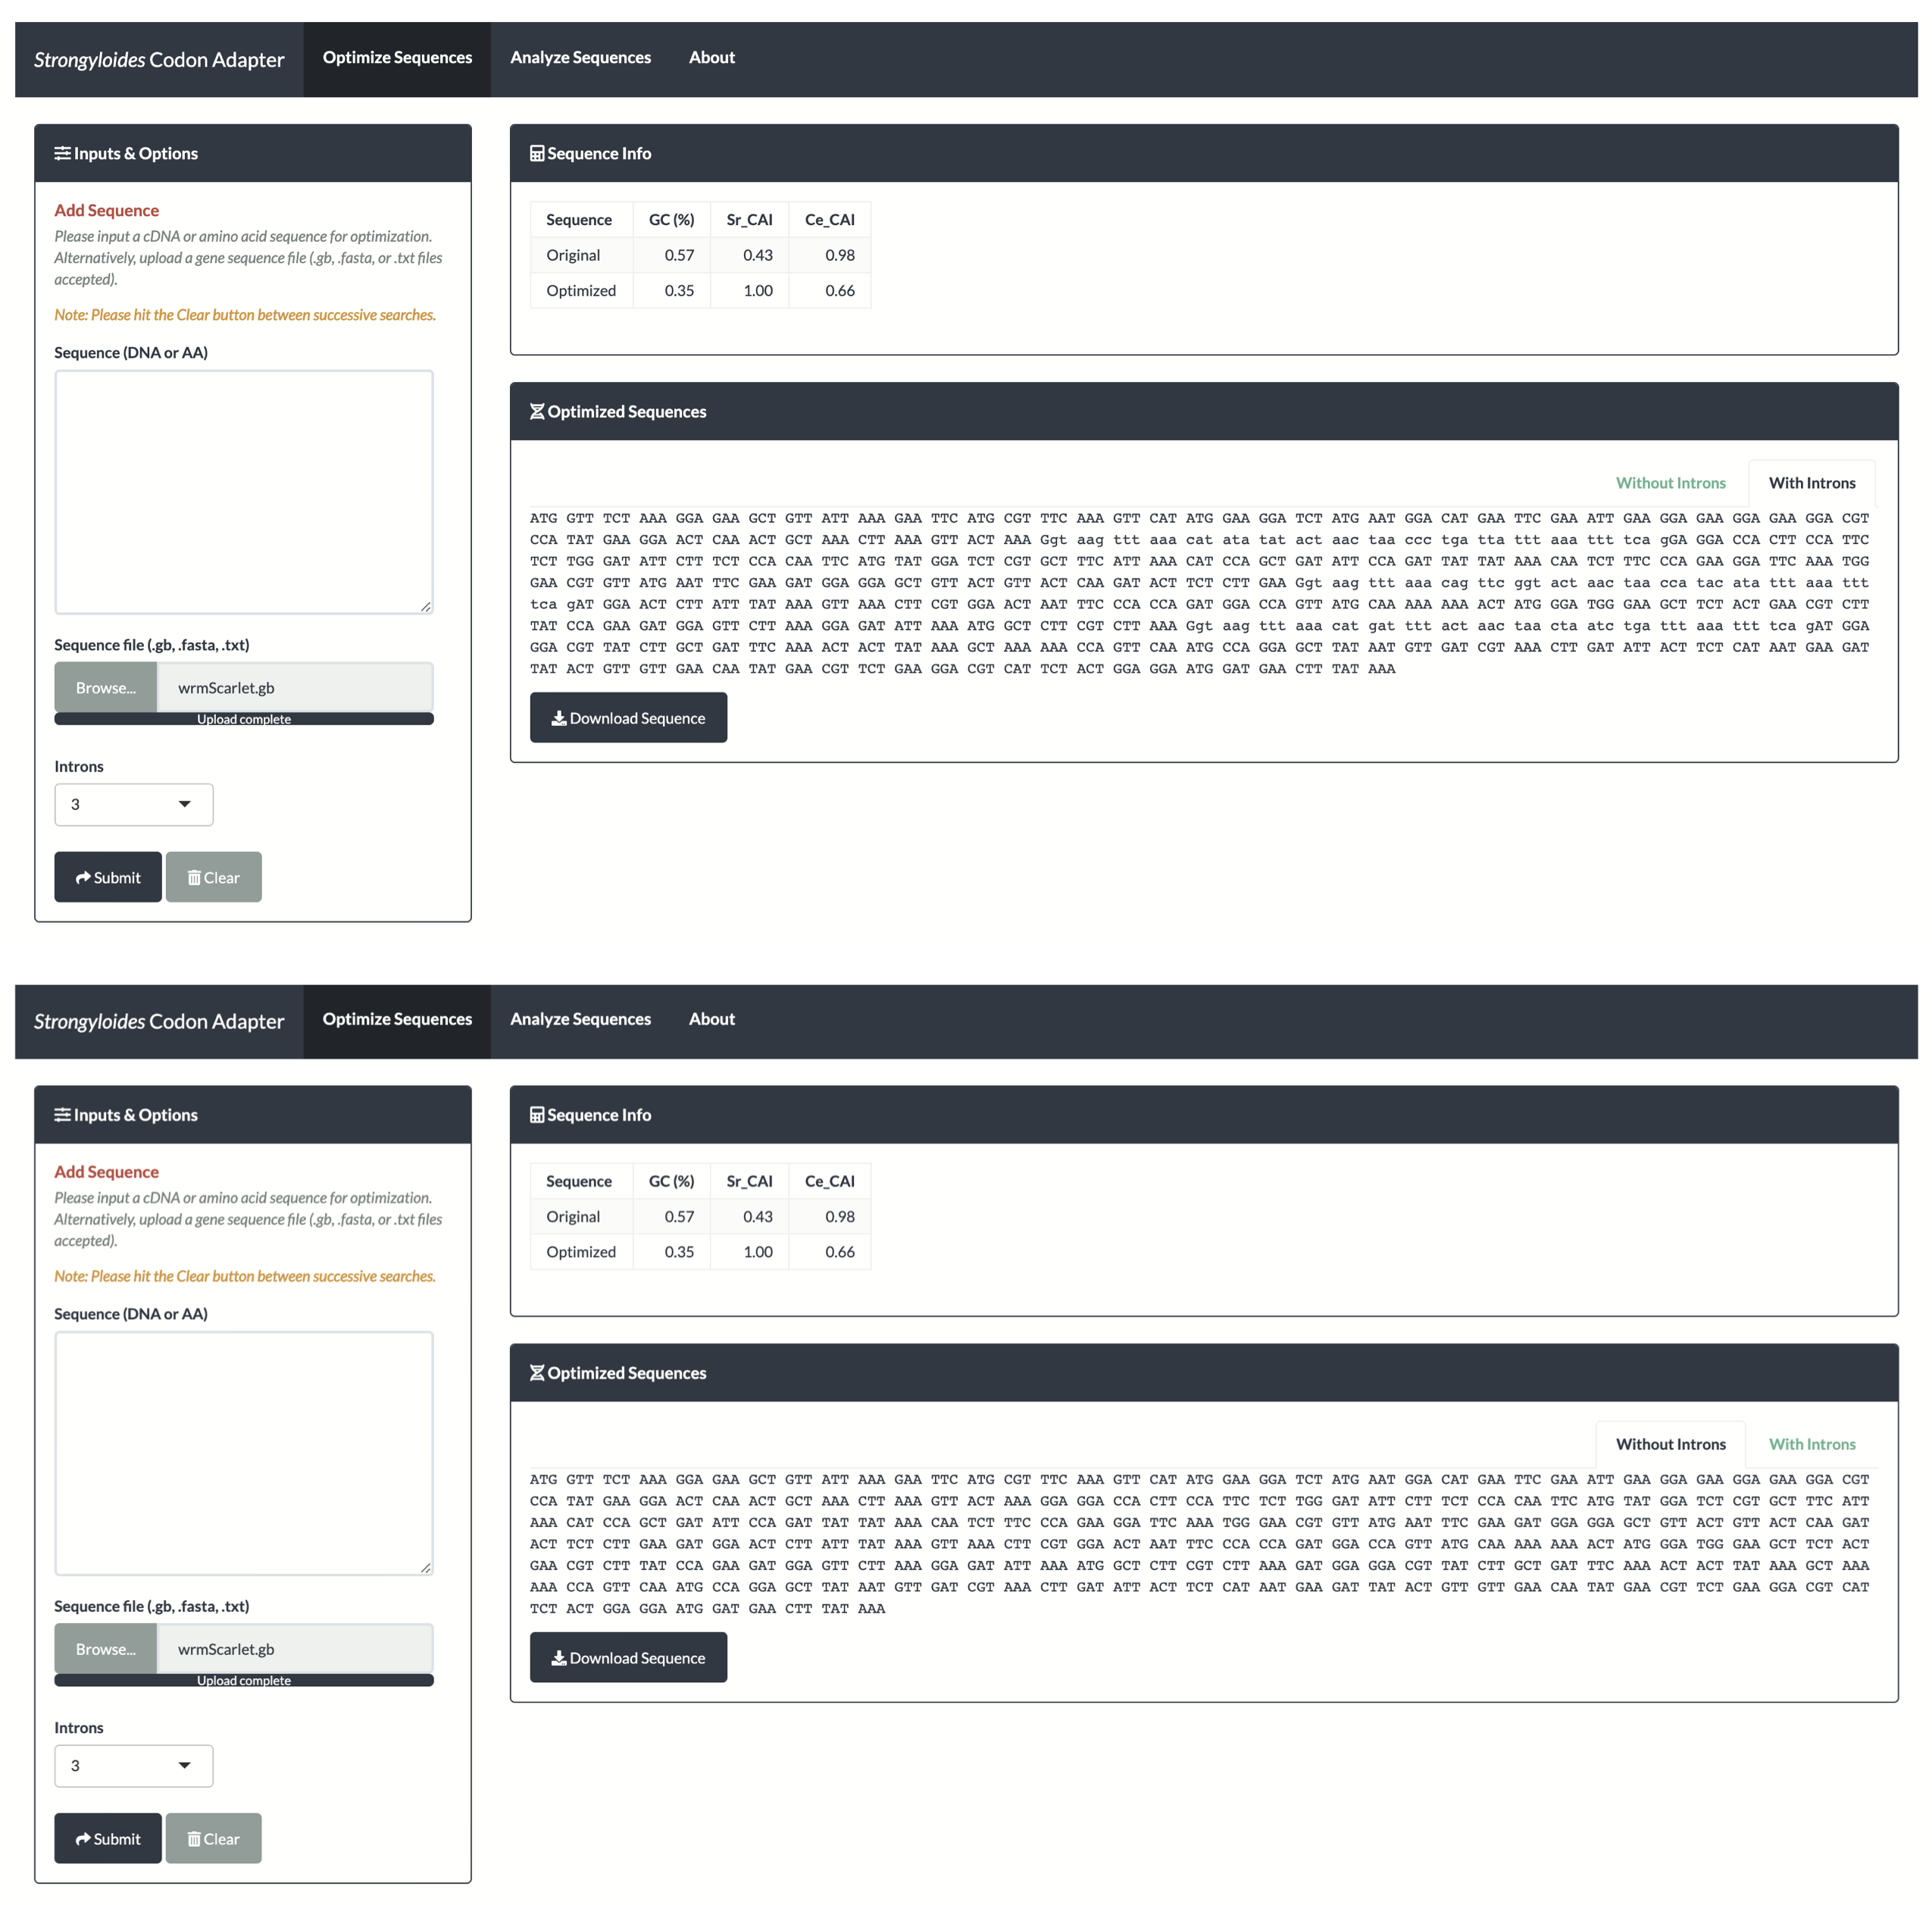 Strongyloides Codon Adapter Optimize Sequences Analyze Sequences About
Inputs & Options
Add Sequence
Please input a cDNA or amino acid sequence for optimization.
Alternatively, upload a gene sequence file (.gb, .fasta, or .txt files
accepted).
Note: Please hit the Clear button between successive searches.
Sequence (DNA or AA)
Sequence file (.gb, .fasta, .txt)
Browse... wrmScarlet.gb
Upload complete
Introns
3
Submit Clear
Sequence Info
Sequence GC (%) Sr_CAI Ce_CAI
Original 0.57 0.43 0.98
Optimized 0.35 1.00 0.66
Optimized Sequences
Without Introns With Introns
ATG GTT TCT AAA GGA GAA GCT GTT ATT AAA GAA TTC ATG CGT TTC AAA GTT CAT ATG GAA GGA TCT ATG AAT GGA CAT GAA TTC GAA ATT GAA GGA GAA GGA GAA GGA CGT
CCA TAT GAA GGA ACT CAA ACT GCT AAA CTT AAA GTT ACT AAA Ggt aag ttt aaa cat ata tat act aac taa ccc tga tta ttt aaa ttt tca gGA GGA CCA CTT CCA TTC
TCT TGG GAT ATT CTT TCT CCA CAA TTC ATG TAT GGA TCT CGT GCT TTC ATT AAA CAT CCA GCT GAT ATT CCA GAT TAT TAT AAA CAA TCT TTC CCA GAA GGA TTC AAA TGG
GAA CGT GTT ATG AAT TTC GAA GAT GGA GGA GCT GTT ACT GTT ACT CAA GAT ACT TCT CTT GAA Ggt aag ttt aaa cag ttc ggt act aac taa cca tac ata ttt aaa ttt
tca gAT GGA ACT CTT ATT TAT AAA GTT AAA CTT CGT GGA ACT AAT TTC CCA CCA GAT GGA CCA GTT ATG CAA AAA AAA ACT ATG GGA TGG GAA GCT TCT ACT GAA CGT CTT
TAT CCA GAA GAT GGA GTT CTT AAA GGA GAT ATT AAA ATG GCT CTT CGT CTT AAA Ggt aag ttt aaa cat gat ttt act aac taa cta atc tga ttt aaa ttt tca gAT GGA
GGA CGT TAT CTT GCT GAT TTC AAA ACT ACT TAT AAA GCT AAA AAA CCA GTT CAA ATG CCA GGA GCT TAT AAT GTT GAT CGT AAA CTT GAT ATT ACT TCT CAT AAT GAA GAT
TAT ACT GTT GTT GAA CAA TAT GAA CGT TCT GAA GGA CGT CAT TCT ACT GGA GGA ATG GAT GAA CTT TAT AAA
Download Sequence
Strongyloides Codon Adapter Optimize Sequences Analyze Sequences About
Inputs & Options
Add Sequence
Please input a cDNA or amino acid sequence for optimization.
Alternatively, upload a gene sequence file (.gb, .fasta, or .txt files
accepted).
Note: Please hit the Clear button between successive searches.
Sequence (DNA or AA)
Sequence file (.gb, .fasta, .txt)
Browse... wrmScarlet.gb
Upload complete
Introns
3
Submit Clear
Sequence Info
Sequence GC (%) Sr_CAI Ce_CAI
Original 0.57 0.43 0.98
Optimized 0.35 1.00 0.66
Optimized Sequences
Without Introns With Introns
ATG GTT TCT AAA GGA GAA GCT GTT ATT AAA GAA TTC ATG CGT TTC AAA GTT CAT ATG GAA GGA TCT ATG AAT GGA CAT GAA TTC GAA ATT GAA GGA GAA GGA GAA GGA CGT
CCA TAT GAA GGA ACT CAA ACT GCT AAA CTT AAA GTT ACT AAA GGA GGA CCA CTT CCA TTC TCT TGG GAT ATT CTT TCT CCA CAA TTC ATG TAT GGA TCT CGT GCT TTC ATT
AAA CAT CCA GCT GAT ATT CCA GAT TAT TAT AAA CAA TCT TTC CCA GAA GGA TTC AAA TGG GAA CGT GTT ATG AAT TTC GAA GAT GGA GGA GCT GTT ACT GTT ACT CAA GAT
ACT TCT CTT GAA GAT GGA ACT CTT ATT TAT AAA GTT AAA CTT CGT GGA ACT AAT TTC CCA CCA GAT GGA CCA GTT ATG CAA AAA AAA ACT ATG GGA TGG GAA GCT TCT ACT
GAA CGT CTT TAT CCA GAA GAT GGA GTT CTT AAA GGA GAT ATT AAA ATG GCT CTT CGT CTT AAA GAT GGA GGA CGT TAT CTT GCT GAT TTC AAA ACT ACT TAT AAA GCT AAA
AAA CCA GTT CAA ATG CCA GGA GCT TAT AAT GTT GAT CGT AAA CTT GAT ATT ACT TCT CAT AAT GAA GAT TAT ACT GTT GTT GAA CAA TAT GAA CGT TCT GAA GGA CGT CAT
TCT ACT GGA GGA ATG GAT GAA CTT TAT AAA
Download Sequence